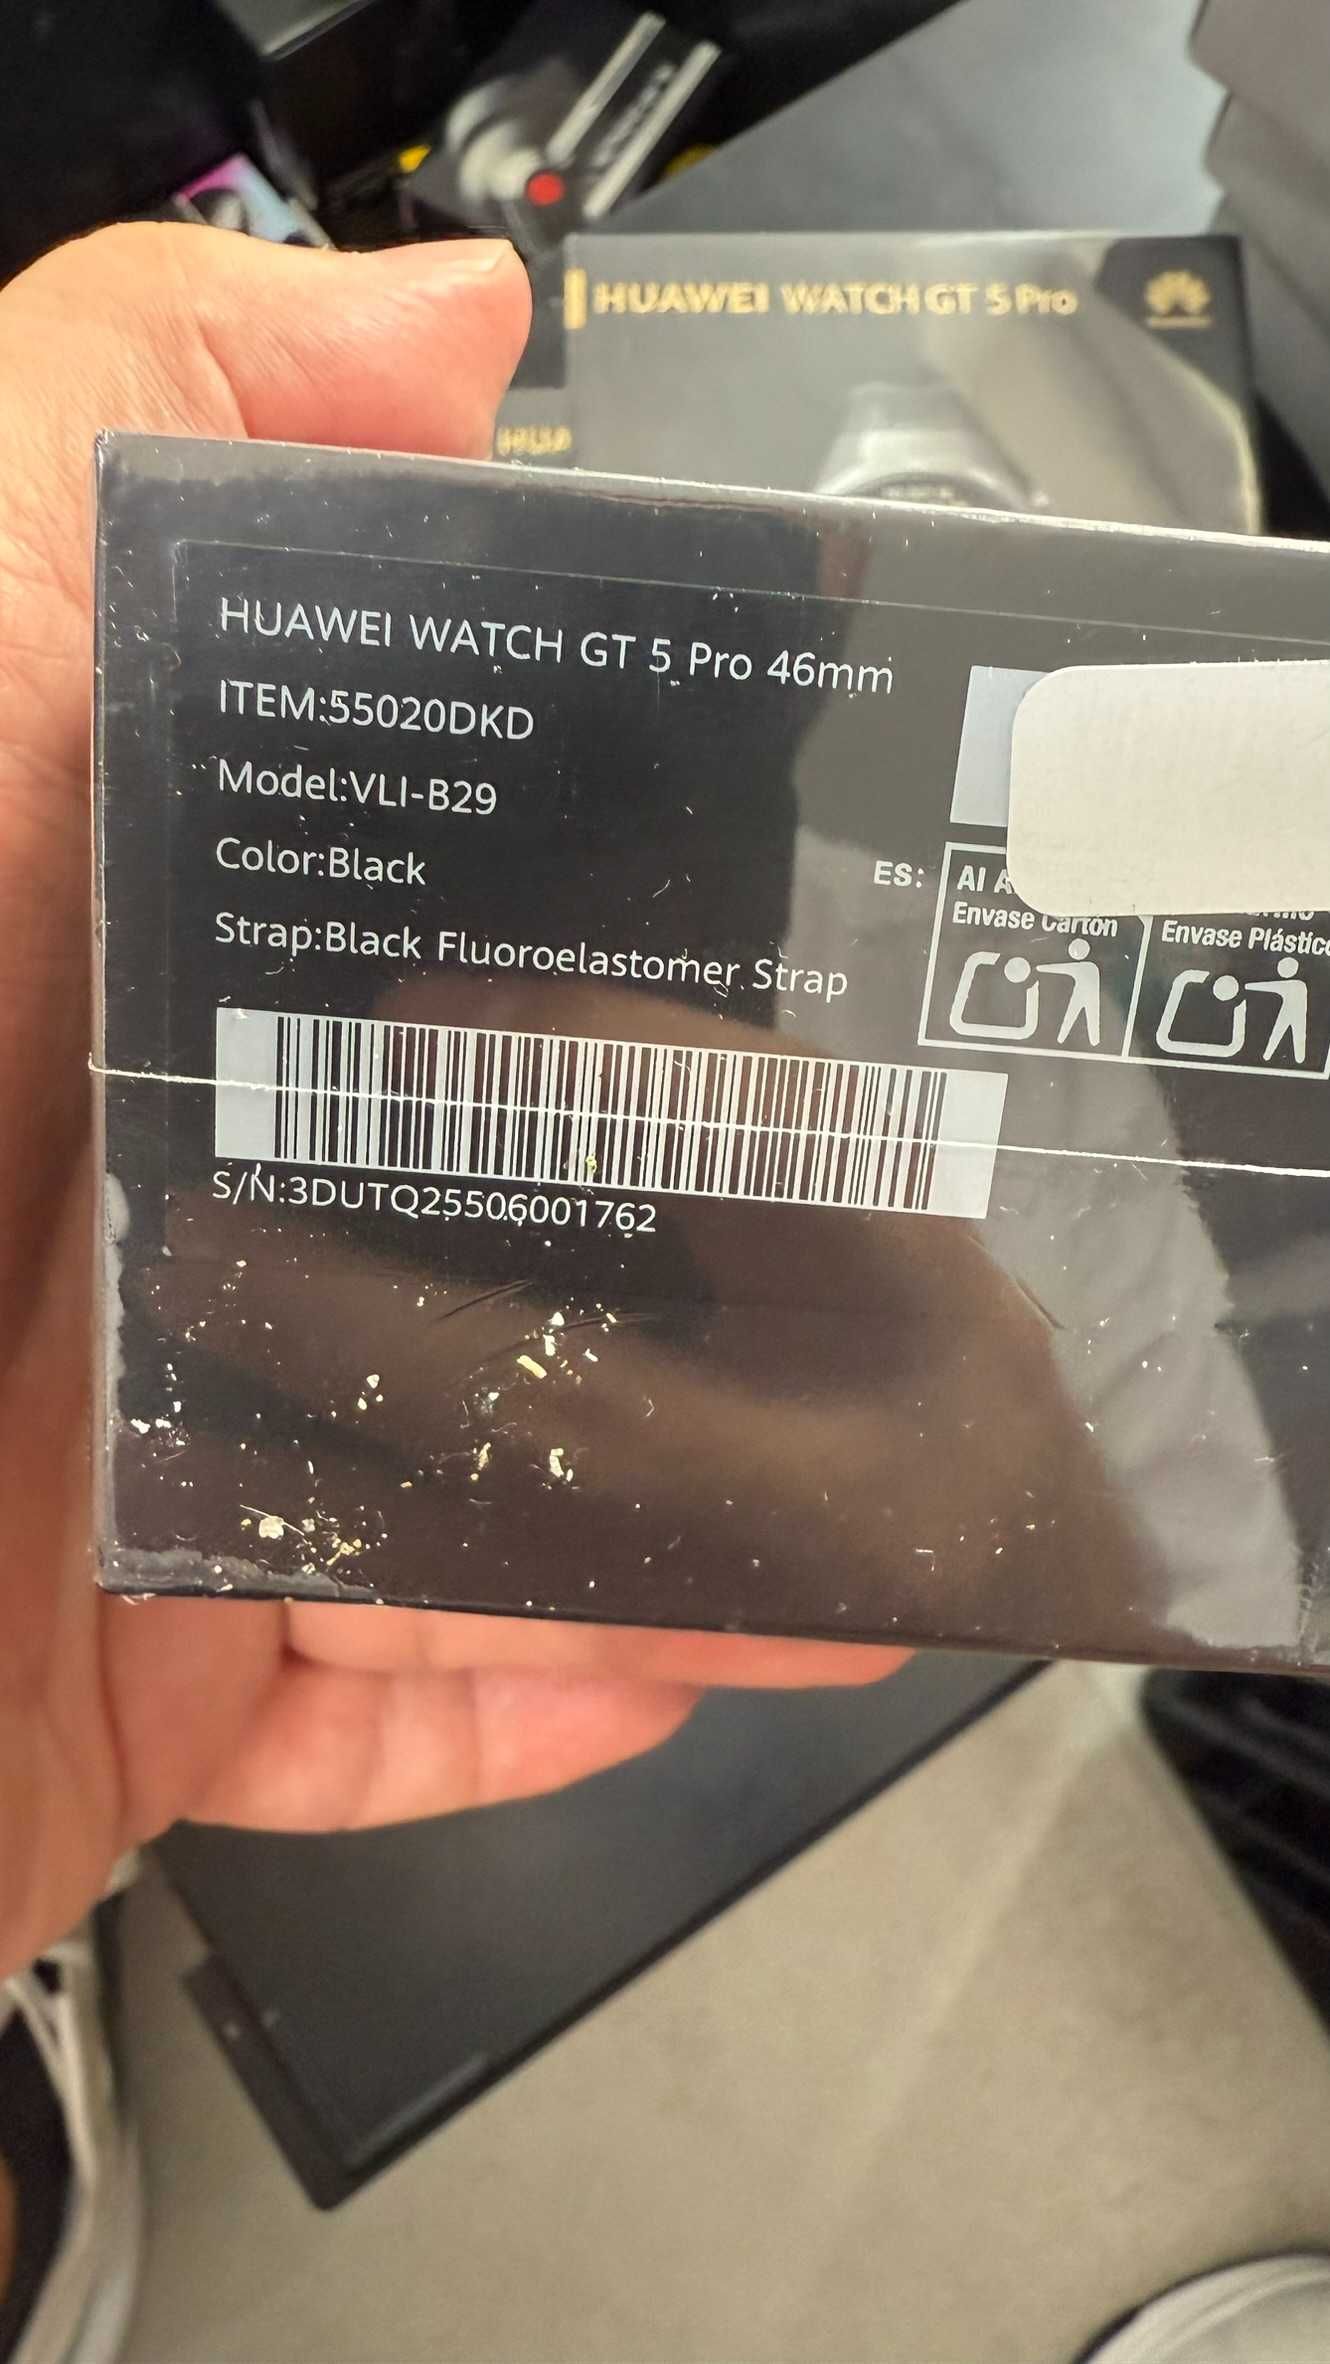 HUAWEI WATCH GT 5 Pro
HUAWEI WATCH GT 5 Pro 46mm
ITEM:55020DKD
Model:VLI-B29
Color:Black
Strap:Black Fluoroelastomer Strap
S/N:3DUTQ25506001762
ES:
Al
Envase Cartón
Envase Plástico